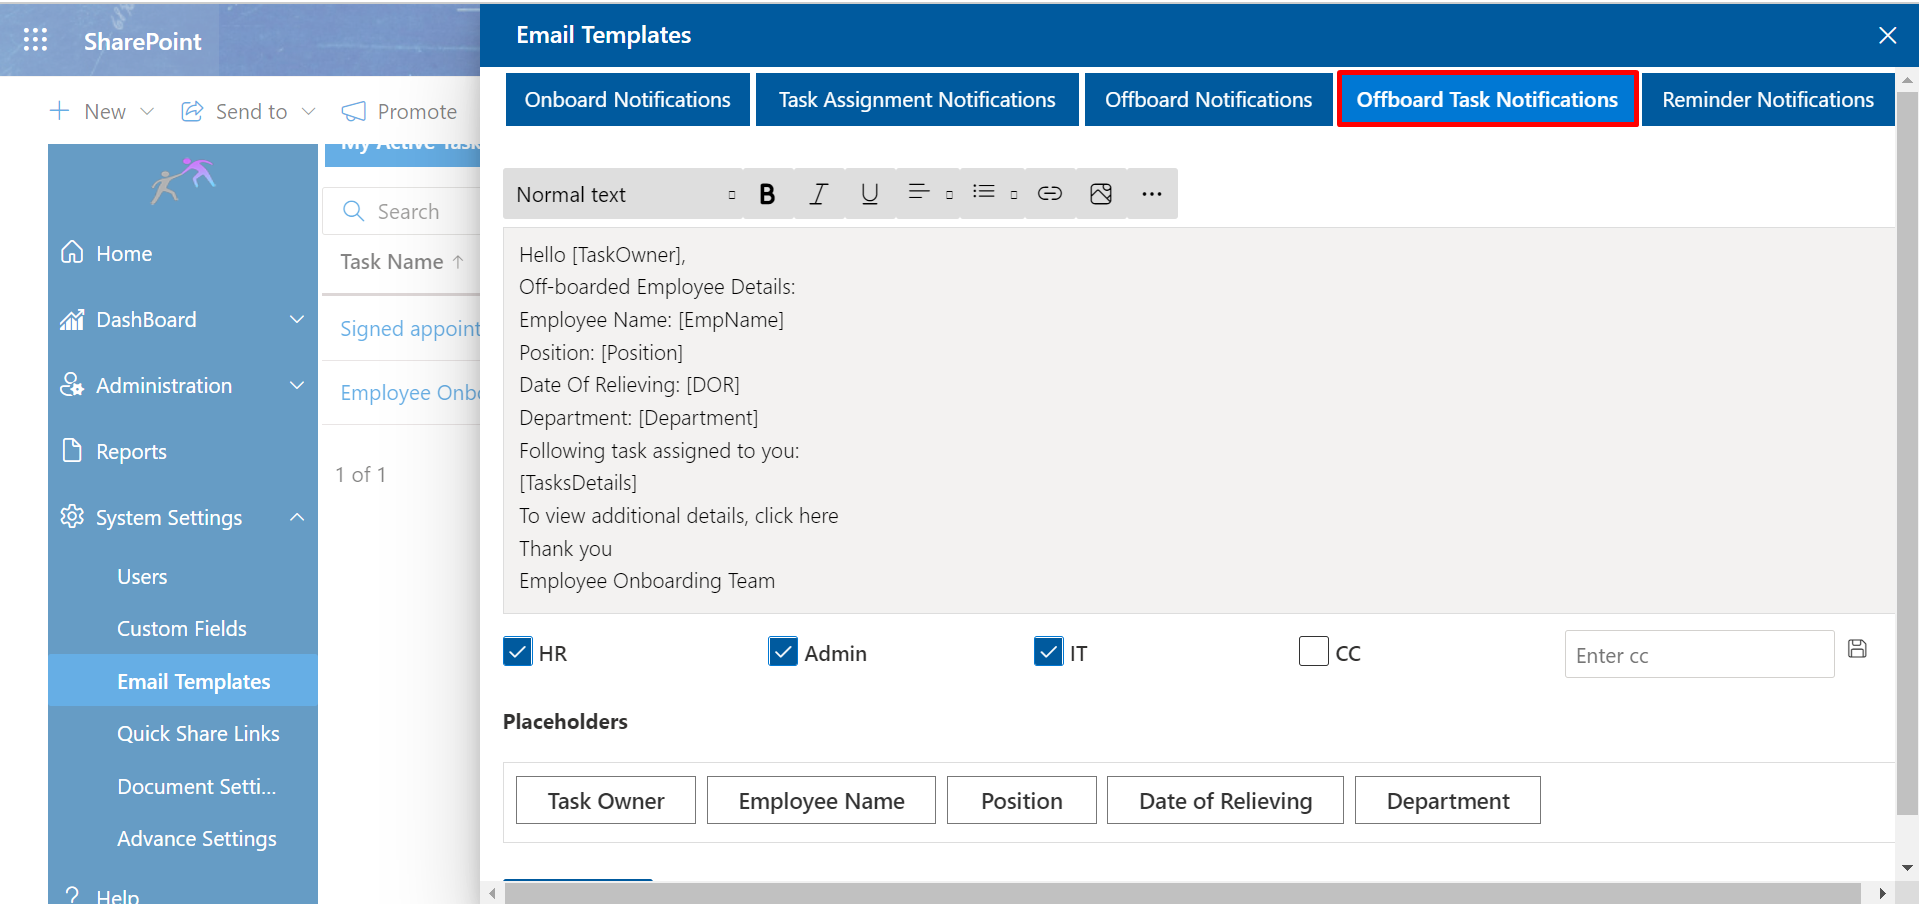 SharePoint
Email Templates
Onboard Notifications
Task Assignment Notifications
Offboard Notifications
Offboard Task Notifications
Reminder Notifications
New
Send to
Promote
My Active Task
Search
Task Name
Signed appoint
Employee Onbo
1 of 1
Home
DashBoard
Administration
Reports
System Settings
Users
Custom Fields
Email Templates
Quick Share Links
Document Setti...
Advance Settings
Help
Normal text
B
I
U
Hello [TaskOwner],
Off-boarded Employee Details:
Employee Name: [EmpName]
Position: [Position]
Date Of Relieving: [DOR]
Department: [Department]
Following task assigned to you:
[TasksDetails]
To view additional details, click here
Thank you
Employee Onboarding Team
HR
Admin
IT
CC
Enter cc
Placeholders
Task Owner
Employee Name
Position
Date of Relieving
Department